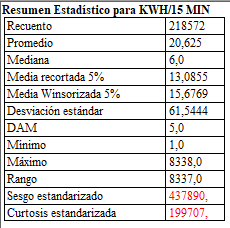 Resumen Estadístico para KWH/15 MIN
Recuento 218572
Promedio 20,625
Mediana 6,0
Media recortada 5% 13,0855
Media Winsorizada 5% 15,6769
Desviación estándar 61,5444
DAM 5,0
Minimo 1,0
Máximo 8338,0
Rango 8337,0
Sesgo estandarizado 437890,
Curtosis estandarizada 199707,